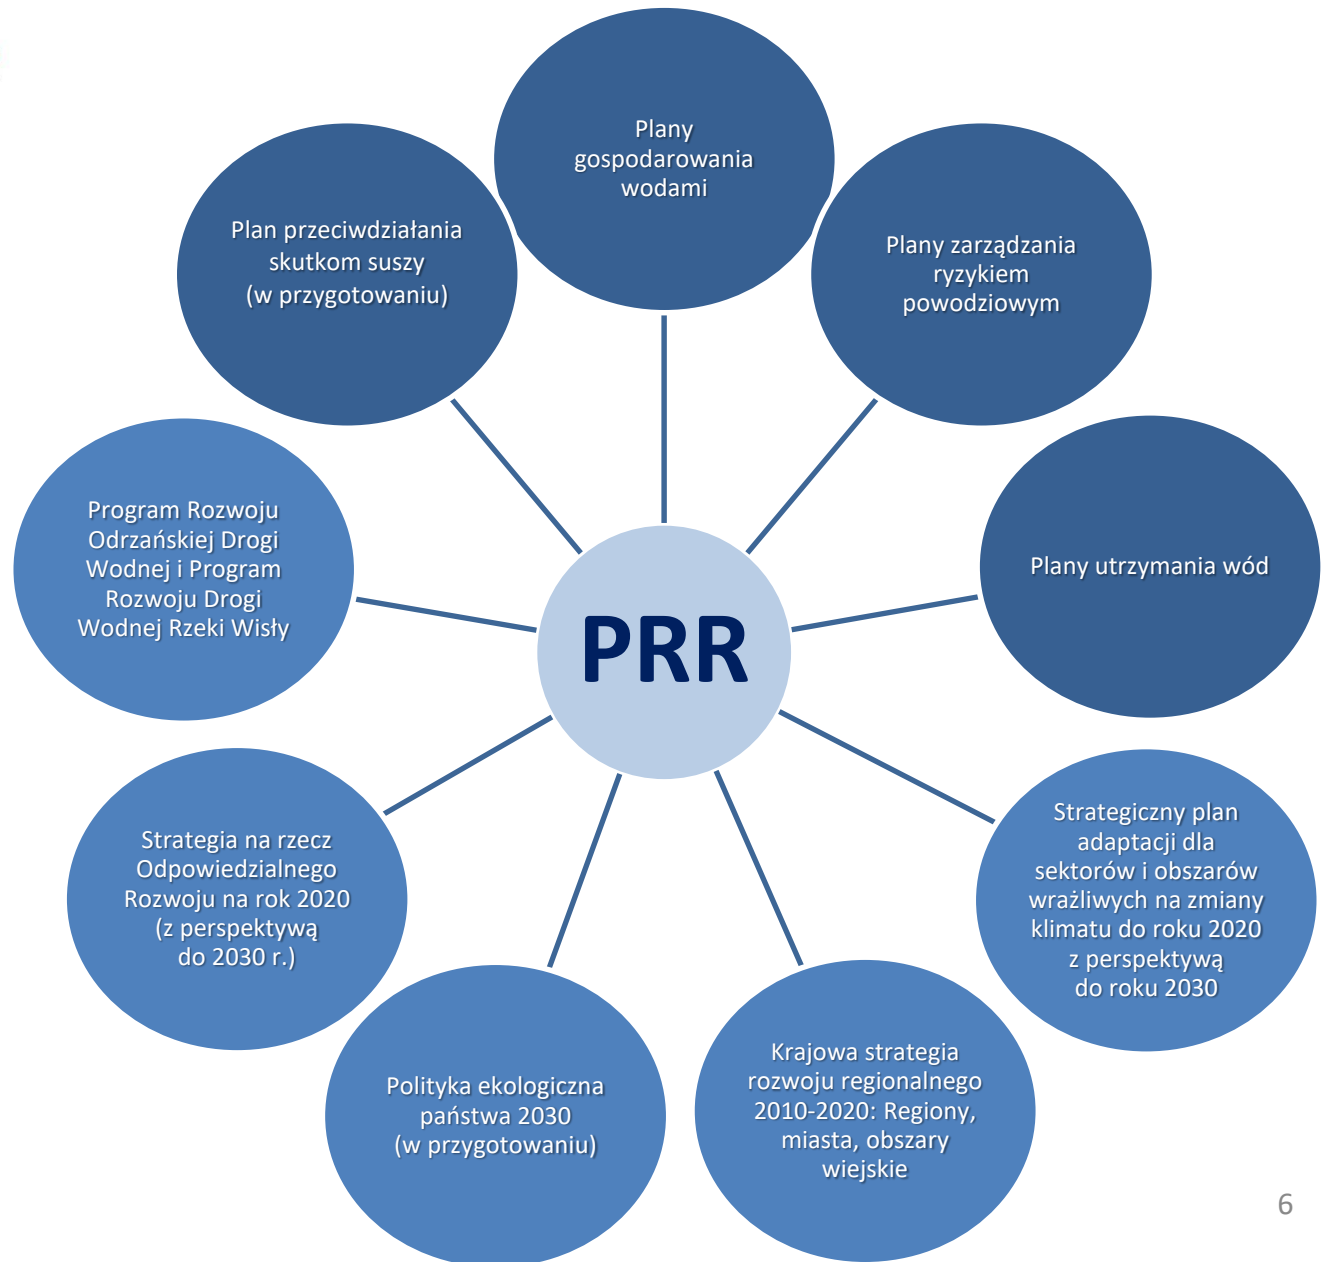 Plany
gospodarowania
wodami
Plan przeciwdziałania
skutkom suszy
(w przygotowaniu)
Plany zarządzania
ryzykiem
powodziowym
Program Rozwoju
Odrzańskiej Drogi
Wodnej i Program
Rozwoju Drogi
Wodnej Rzeki Wisły
Plany utrzymania wód
PRR
Strategia na rzecz
Odpowiedzialnego
Rozwoju na rok 2020
(z perspektywą
do 2030 r.)
Strategiczny plan
adaptacji dla
sektorów i obszarów
wrażliwych na zmiany
klimatu do roku 2020
z perspektywą
do roku 2030
Polityka ekologiczna
państwa 2030
(w przygotowaniu)
Krajowa strategia
rozwoju regionalnego
2010-2020: Regiony,
miasta, obszary
wiejskie
6